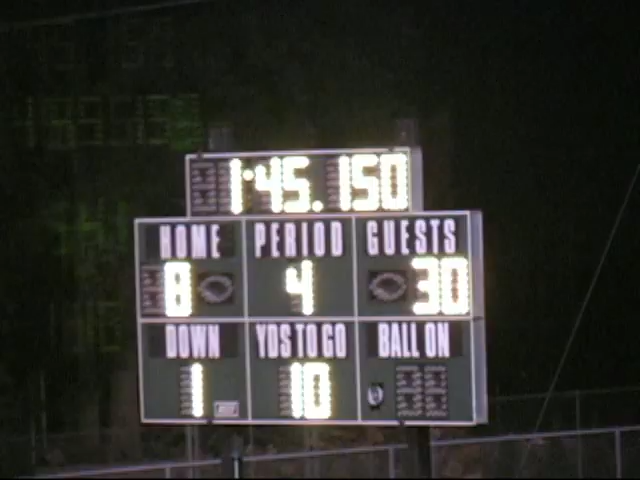 1:45.150
HOME PERIOD GUESTS
8 4 30
DOWN YDS TO GO BALL ON
1 10